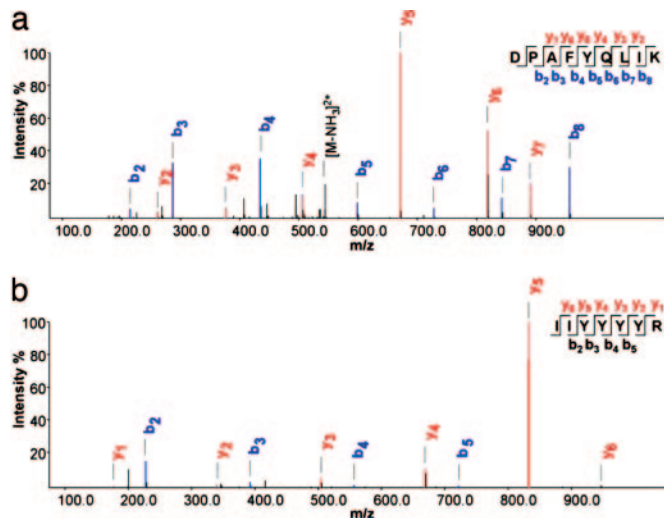 a
y₅
y₇ y₆ y₅ y₄ y₃ y₂
D P A F Y Q L I K
b₂ b₃ b₄ b₅ b₆ b₇ b₈
100
80
60
40
20
Intensity %
b₂
y₂
b₃
y₃
b₄
y₄
[M-NH₃]²⁺
b₅
b₆
y₆
b₇
y₇
b₈
100.0 200.0 300.0 400.0 500.0 600.0 700.0 800.0 900.0
m/z
b
y₅
y₆ y₅ y₄ y₃ y₂ y₁
I I Y Y Y Y R
b₂ b₃ b₄ b₅
100
80
60
40
20
Intensity %
y₁
b₂
y₂
b₃
y₃
b₄
y₄
b₅
y₆
100.0 200.0 300.0 400.0 500.0 600.0 700.0 800.0 900.0
m/z